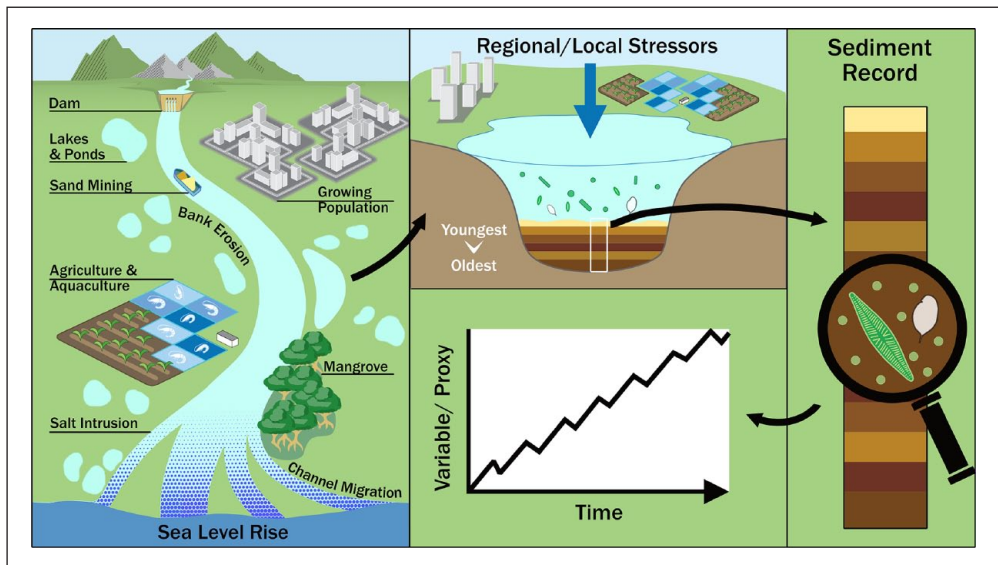 Dam
Lakes
& Ponds
Sand Mining
Growing
Population
Bank Erosion
Agriculture &
Aquaculture
Mangrove
Salt Intrusion
Channel Migration
Sea Level Rise
Regional/Local Stressors
Youngest
Oldest
Variable/ Proxy
Time
Sediment
Record